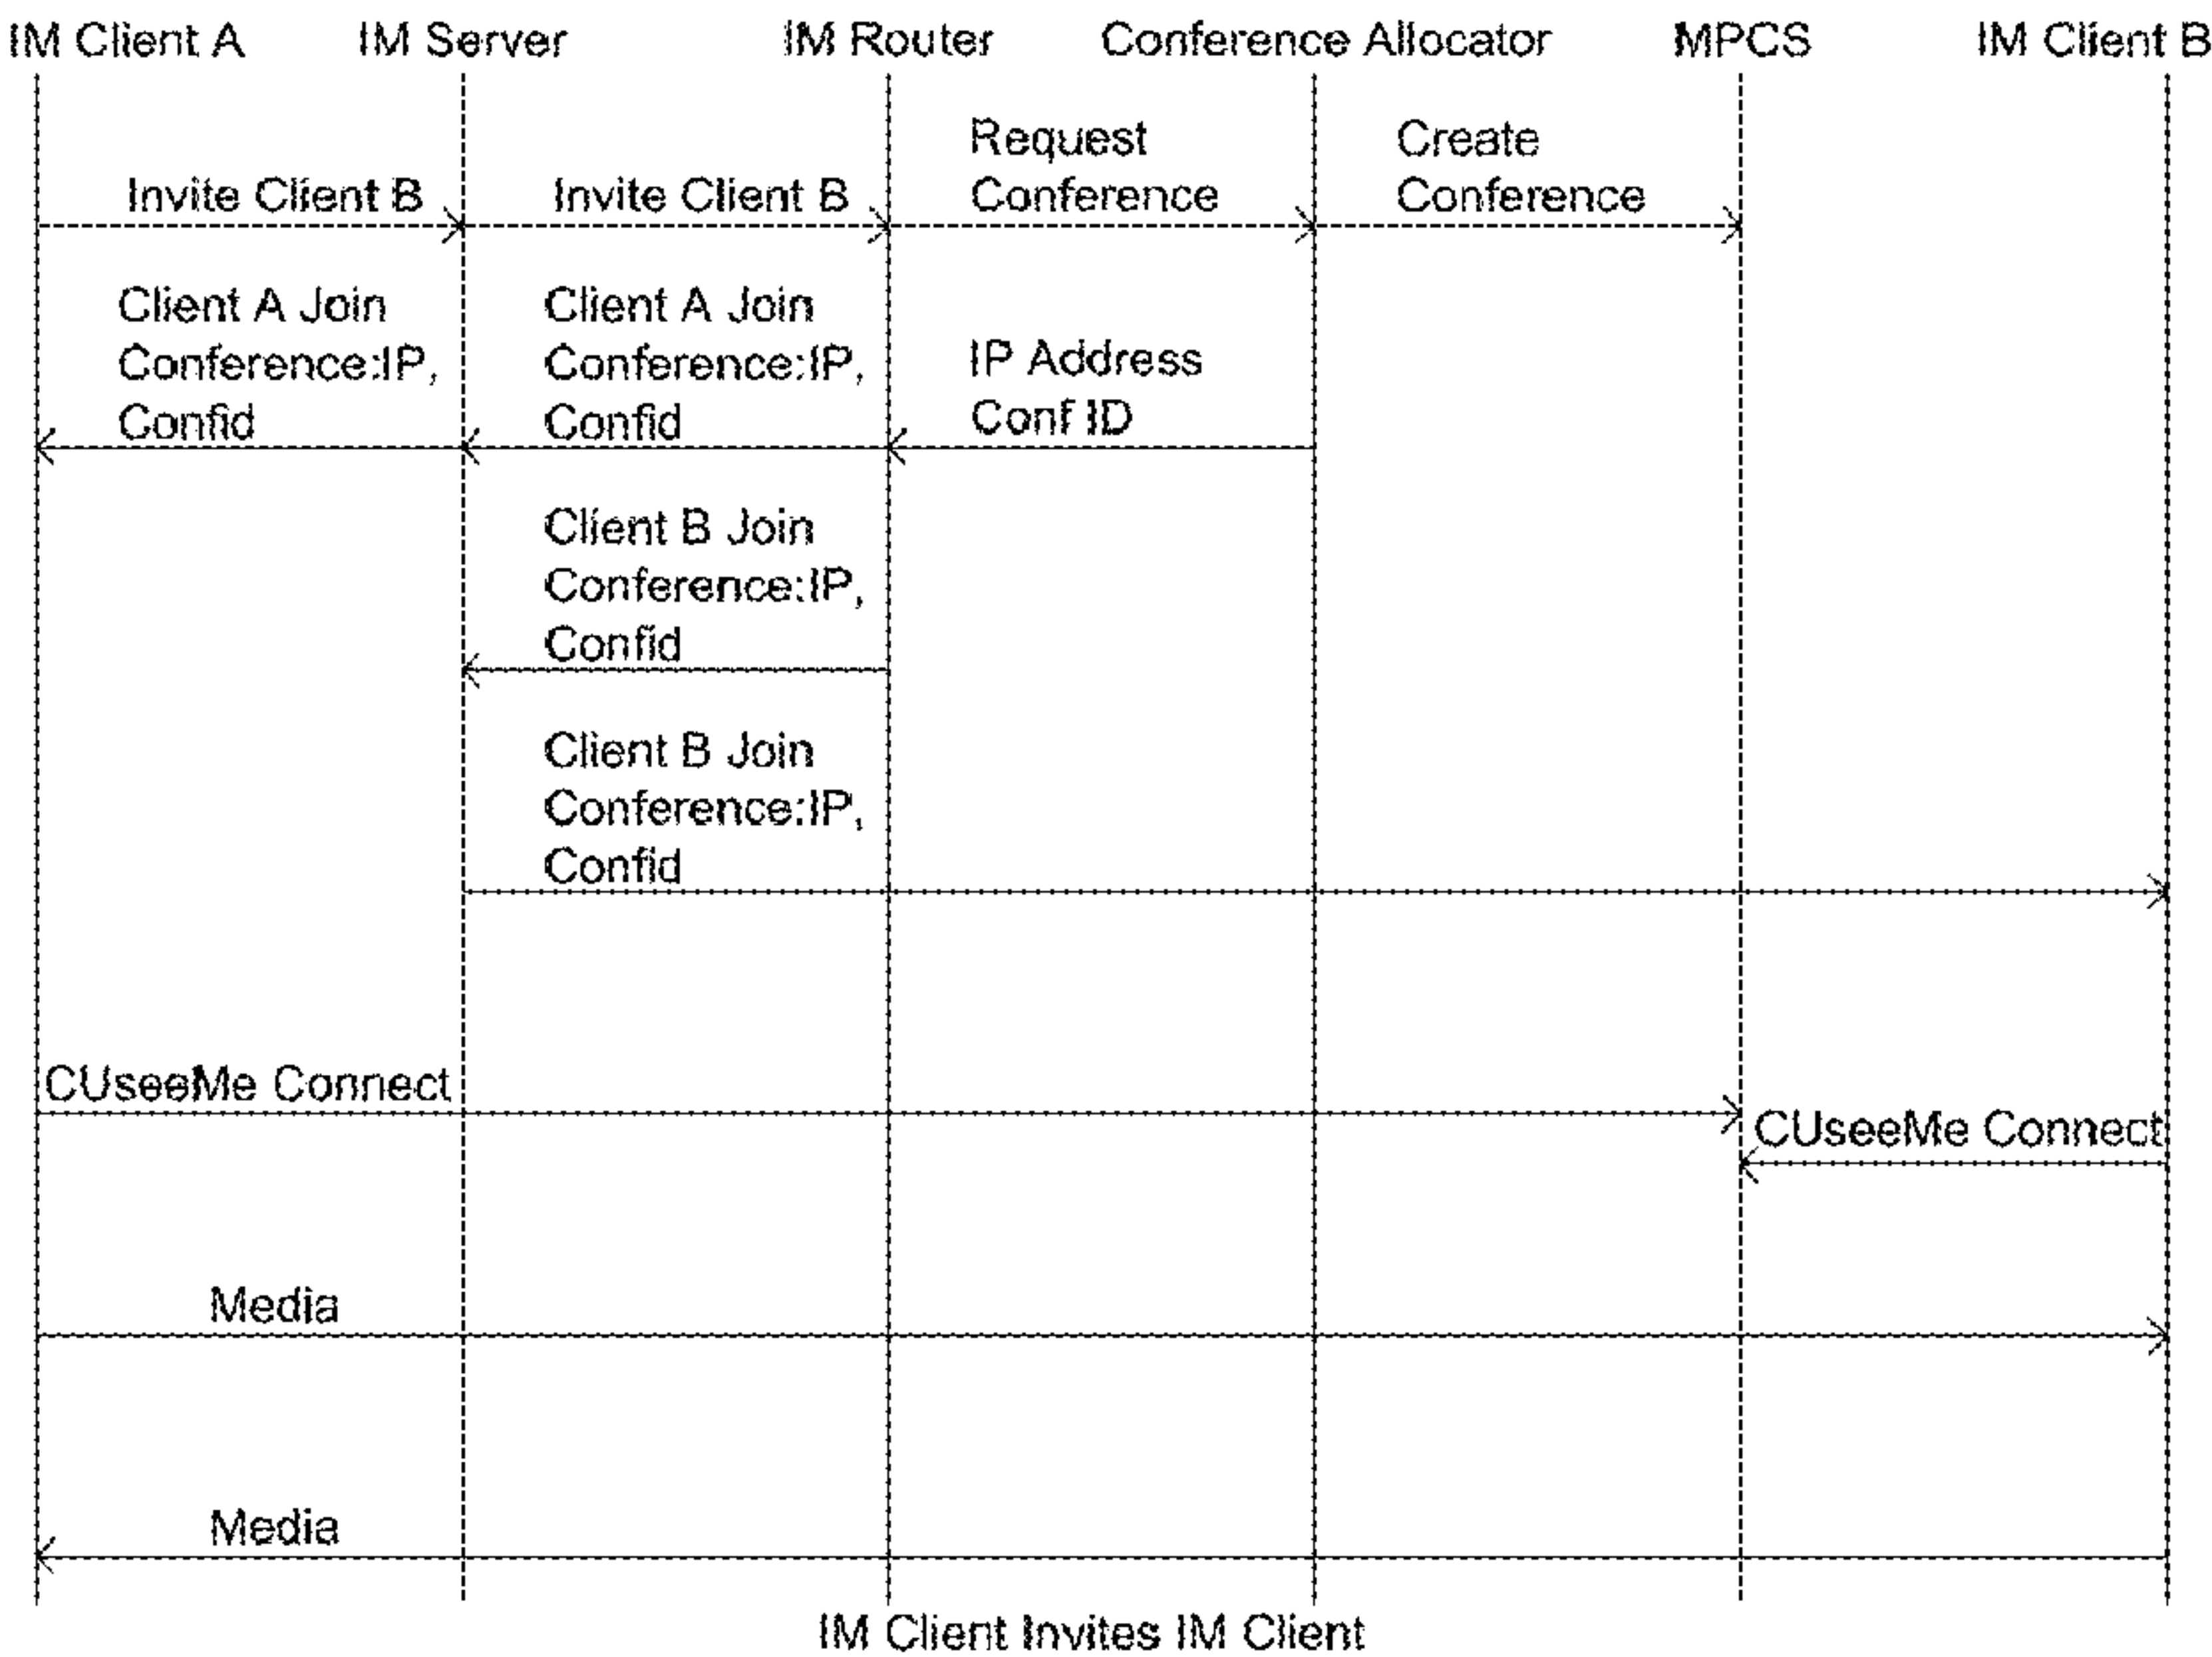 IM Client A IM Server IM Router Conference Allocator MPCS IM Client B
Request
Conference
Create
Conference
Invite Client B
Invite Client B
Client A Join
Conference:IP,
Confid
Client A Join
Conference:IP,
Confid
IP Address
Conf ID
Client B Join
Conference:IP,
Confid
Client B Join
Conference:IP,
Confid
CUseeMe Connect
CUseeMe Connect
Media
Media
IM Client Invites IM Client